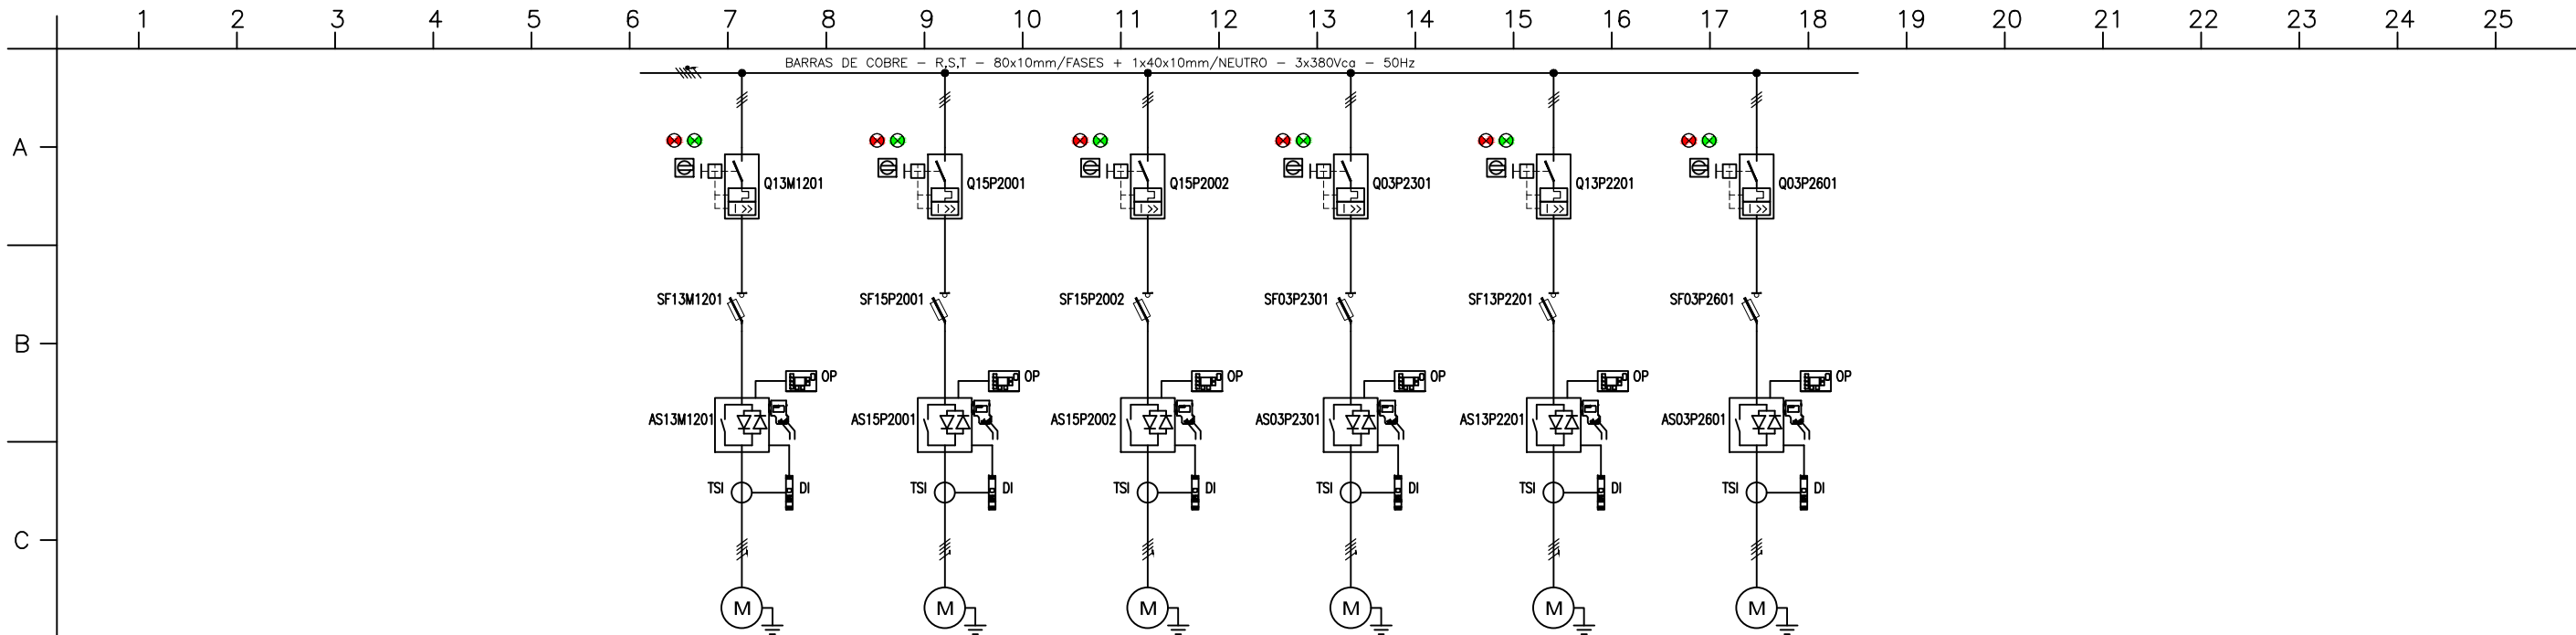 1 2 3 4 5 6 7 8 9 10 11 12 13 14 15 16 17 18 19 20 21 22 23 24 25
BARRAS DE COBRE - R,S,T - 80x10mm/FASES + 1x40x10mm/NEUTRO - 3x380Vca - 50Hz
A
Q13M1201 Q15P2001 Q15P2002 Q03P2301 Q13P2201 Q03P2601
I >> I >> I >> I >> I >> I >>
SF13M1201 SF15P2001 SF15P2002 SF03P2301 SF13P2201 SF03P2601
B
OP OP OP OP OP OP
AS13M1201 AS15P2001 AS15P2002 AS03P2301 AS13P2201 AS03P2601
TSI DI TSI DI TSI DI TSI DI TSI DI TSI DI
C
M M M M M M